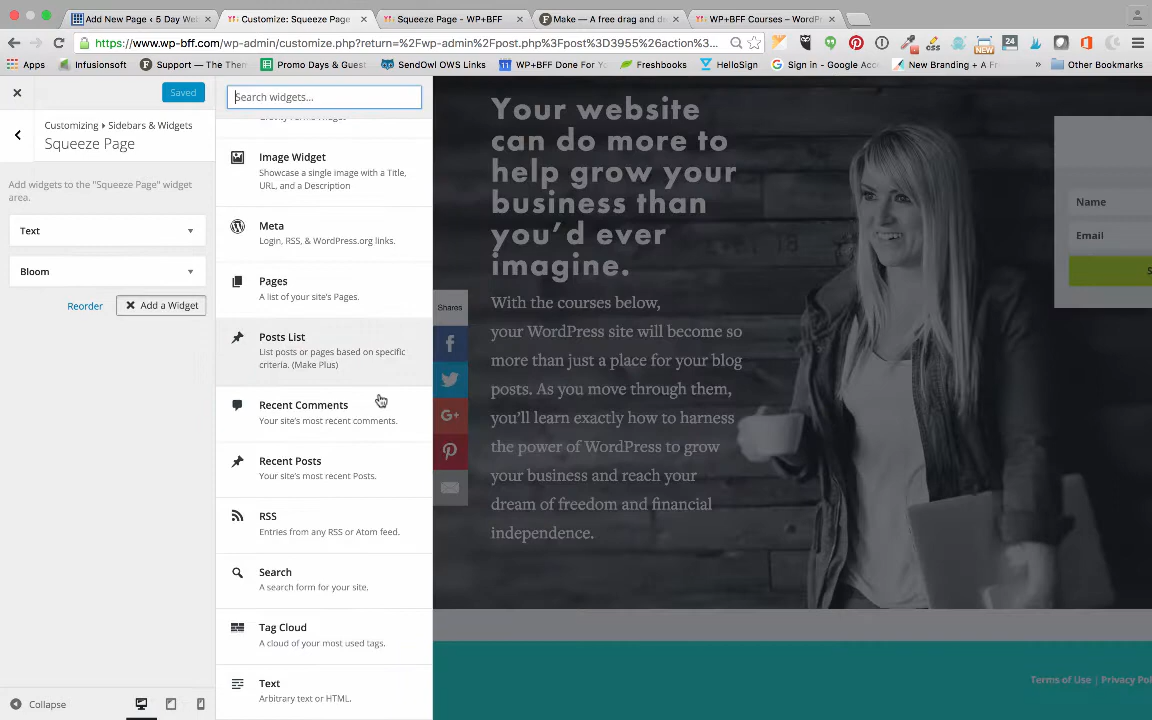 Add New Page ‹ 5 Day We
Customize: Squeeze Page
Squeeze Page - WP+BFF
Make — A free drag and d
WP+BFF Courses – WordP
https://www.wp-bff.com/wp-admin/customize.php?return=%2Fwp-admin%2Fpost.php%3Fpost%3D3955%26action%...
Apps
Infusionsoft
Support — The Them
Promo Days & Guest
SendOwl OWS Links
WP+BFF Done For Yo
Freshbooks
HelloSign
Sign in - Google Acco
New Branding + A Fr
»
Other Bookmarks
Saved
Customizing ▸ Sidebars & Widgets
Squeeze Page
Add widgets to the "Squeeze Page" widget
area.
Text
Bloom
Reorder
Add a Widget
Collapse
Search widgets...
Gravity Forms Widget
Image Widget
Showcase a single image with a Title,
URL, and a Description
Meta
Login, RSS, & WordPress.org links.
Pages
A list of your site's Pages.
Posts List
List posts or pages based on specific
criteria. (Make Plus)
Recent Comments
Your site's most recent comments.
Recent Posts
Your site's most recent Posts.
RSS
Entries from any RSS or Atom feed.
Search
A search form for your site.
Tag Cloud
A cloud of your most used tags.
Text
Arbitrary text or HTML.
Shares
Your website
can do more to
help grow your
business than
you'd ever
imagine.
With the courses below,
your WordPress site will become so
more than just a place for your blog
posts. As you move through them,
you'll learn exactly how to harness
the power of WordPress to grow
your business and reach your
dream of freedom and financial
independence.
Name
Email
S
Terms of Use | Privacy Pol